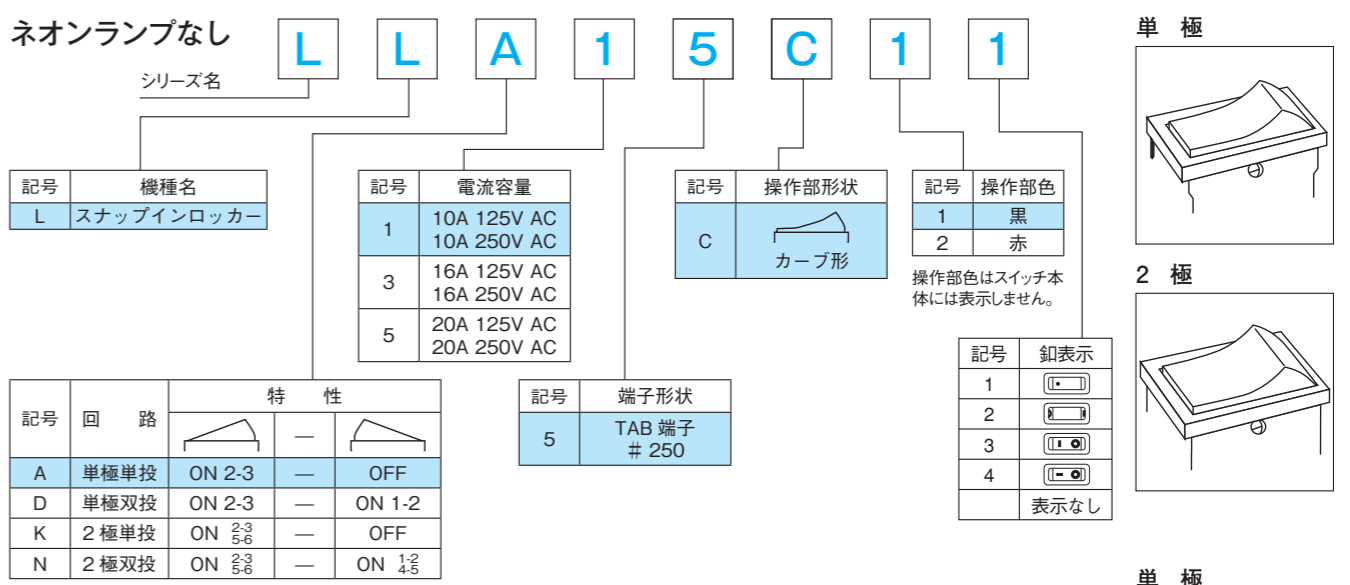 ネオンランプなし
L L A 1 5 C 1 1
シリーズ名
記号 機種名
L スナップインロッカー
記号 電流容量
1 10A 125V AC
10A 250V AC
3 16A 125V AC
16A 250V AC
5 20A 125V AC
20A 250V AC
記号 操作部形状
C カーブ形
記号 操作部色
1 黒
2 赤
操作部色はスイッチ本
体には表示しません。
記号 釦表示
1
2
3
4
表示なし
記号 回 路 特 性
—
A 単極単投 ON 2-3 — OFF
D 単極双投 ON 2-3 — ON 1-2
K 2極単投 ON 2-3 5-6 — OFF
N 2極双投 ON 2-3 5-6 — ON 1-2 4-5
記号 端子形状
5 TAB 端子
# 250
単 極
2 極
単 極